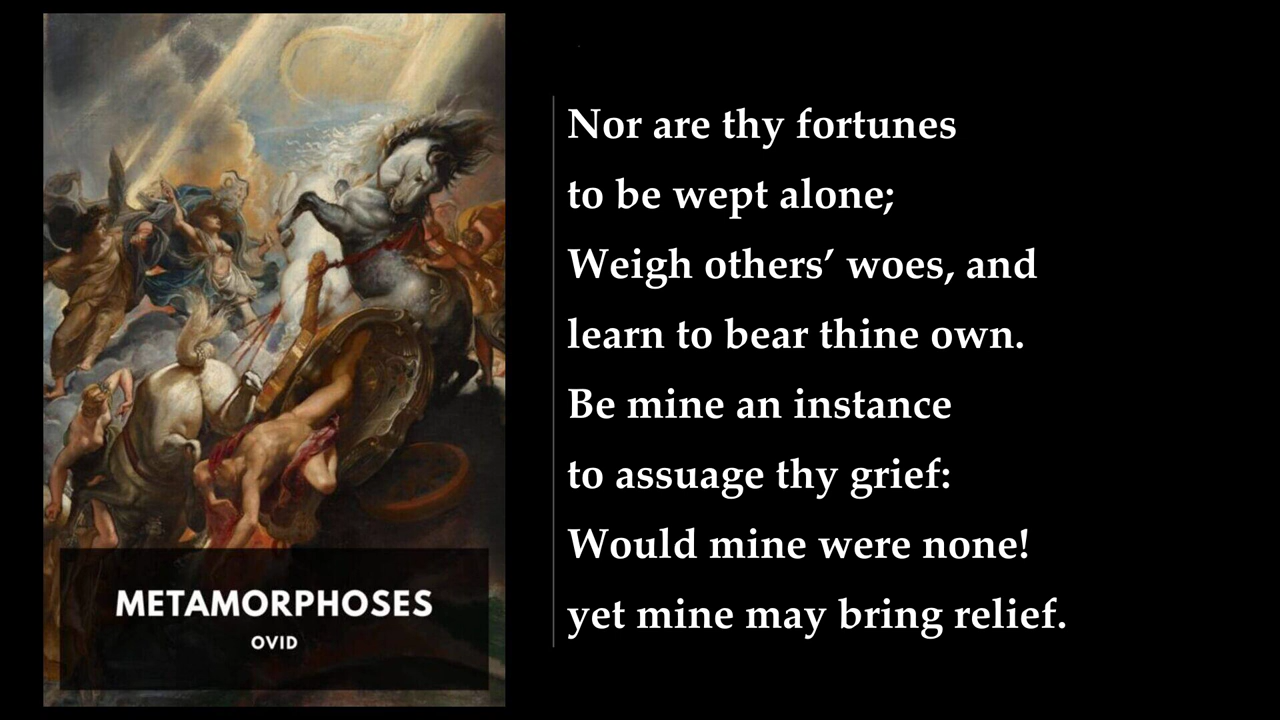 METAMORPHOSES
OVID
Nor are thy fortunes
to be wept alone;
Weigh others’ woes, and
learn to bear thine own.
Be mine an instance
to assuage thy grief:
Would mine were none!
yet mine may bring relief.